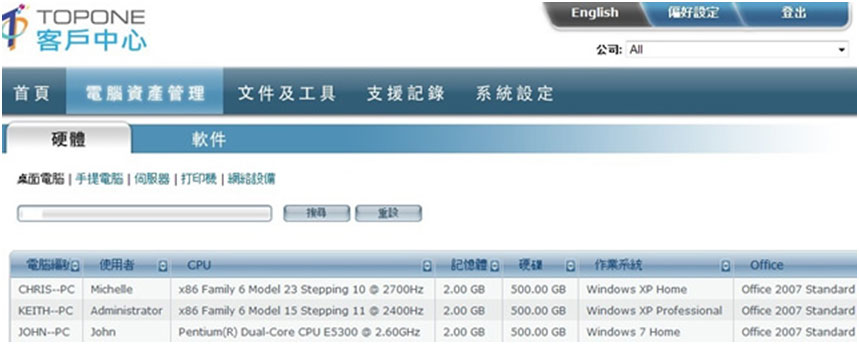 TOPONE
客戶中心
English 偏好設定 登出
公司: All
首頁 電腦資產管理 文件及工具 支援記錄 系統設定
硬體 軟件
桌面電腦 | 手提電腦 | 伺服器 | 打印機 | 網絡設備
搜尋 重設
電腦編號 使用者 CPU 記憶體 硬碟 作業系統 Office
CHRIS--PC Michelle x86 Family 6 Model 23 Stepping 10 @ 2700Hz 2.00 GB 500.00 GB Windows XP Home Office 2007 Standard
KEITH--PC Administrator x86 Family 6 Model 15 Stepping 11 @ 2400Hz 2.00 GB 500.00 GB Windows XP Professional Office 2007 Standard
JOHN--PC John Pentium(R) Dual-Core CPU E5300 @ 2.60GHz 2.00 GB 500.00 GB Windows 7 Home Office 2007 Standard